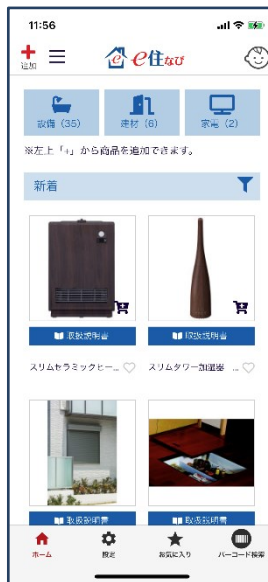 11:56
追加
e住なび
設備（35）
建材（6）
家電（2）
※左上「+」から商品を追加できます。
新着
取扱説明書
取扱説明書
スリムセラミックヒー...
スリムタワー加湿器 ...
取扱説明書
取扱説明書
ホーム
設定
お気に入り
バーコード検索